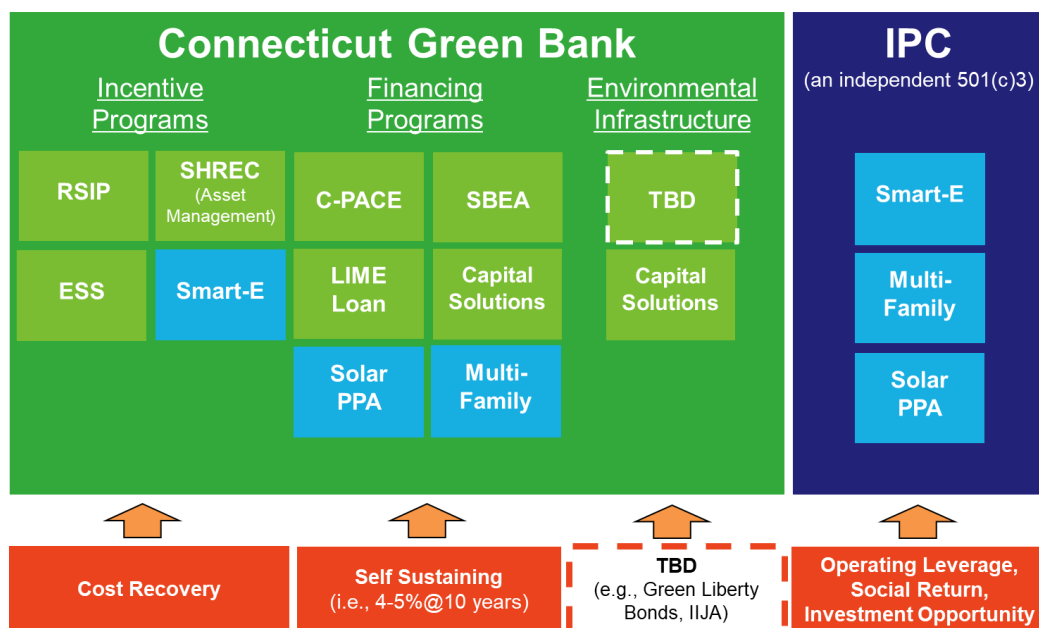 Connecticut Green Bank
Incentive
Programs
Financing
Programs
Environmental
Infrastructure
RSIP
SHREC
(Asset
Management)
C-PACE
SBEA
TBD
ESS
Smart-E
LIME
Loan
Capital
Solutions
Capital
Solutions
Solar
PPA
Multi-
Family
IPC
(an independent 501(c)3)
Smart-E
Multi-
Family
Solar
PPA
Cost Recovery
Self Sustaining
(i.e., 4-5%@10 years)
TBD
(e.g., Green Liberty
Bonds, IIJA)
Operating Leverage,
Social Return,
Investment Opportunity